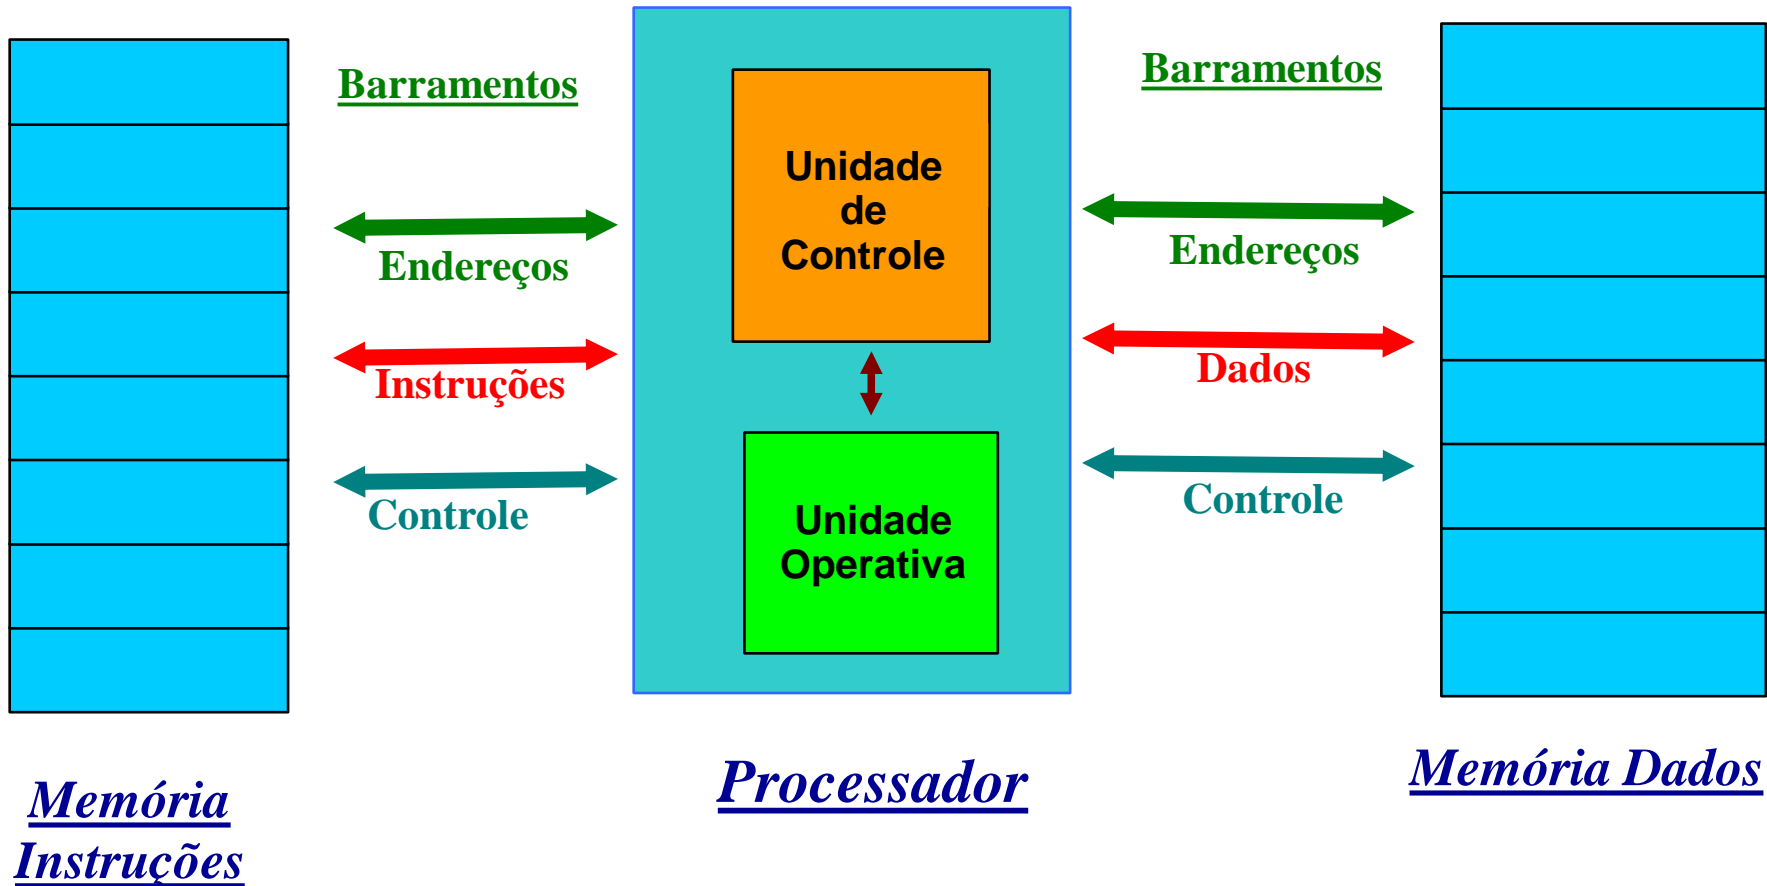 Barramentos
Endereços
Instruções
Controle
Memória
Instruções
Unidade
de
Controle
Unidade
Operativa
Processador
Barramentos
Endereços
Dados
Controle
Memória Dados